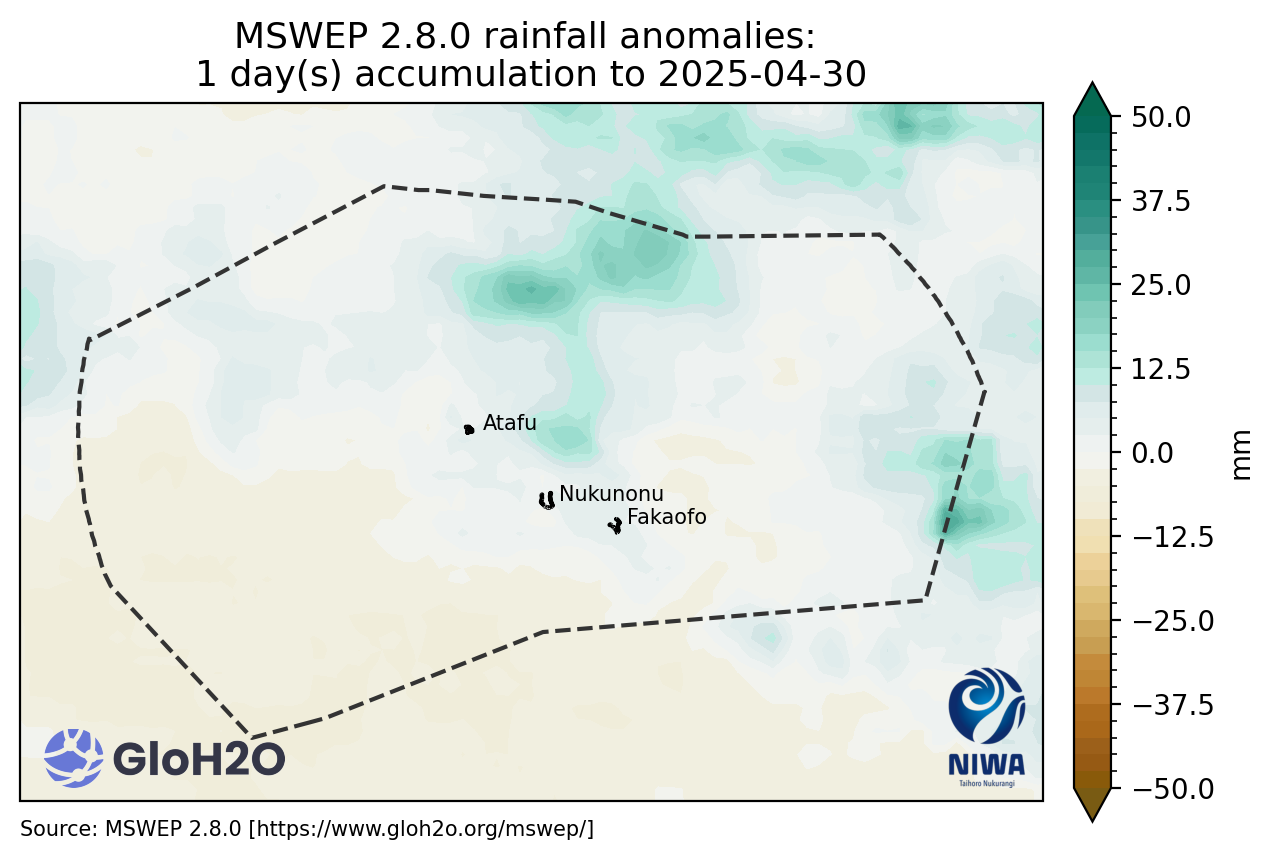 MSWEP 2.8.0 rainfall anomalies:
1 day(s) accumulation to 2025-04-30
50.0
37.5
25.0
12.5
0.0
−12.5
−25.0
−37.5
−50.0
mm
Atafu
Nukunonu
Fakaofo
GloH2O
NIWA
Taihoro Nukurangi
Source: MSWEP 2.8.0 [https://www.gloh2o.org/mswep/]